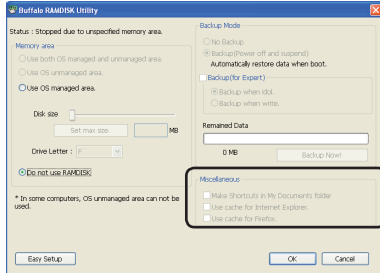 Buffalo RAMDISK Utility
Status : Stopped due to unspecified memory area.
Memory area
Use both OS managed and unmanaged area.
Use OS unmanaged area.
Use OS managed area.
Disk size
Set max size.
MB
Drive Letter : F
Do not use RAMDISK
* In some computers, OS unmanaged area can not be
used.
Backup Mode
No Backup
Backup(Power off and suspend)
Automatically restore data when boot.
Backup(for Expert)
Backup when idol.
Backup when write.
Remained Data
0 MB
Backup Now!
Miscellaneous
Make Shortcuts in My Documents folder
Use cache for Internet Explorer.
Use cache for Firefox.
Easy Setup
OK
Cancel